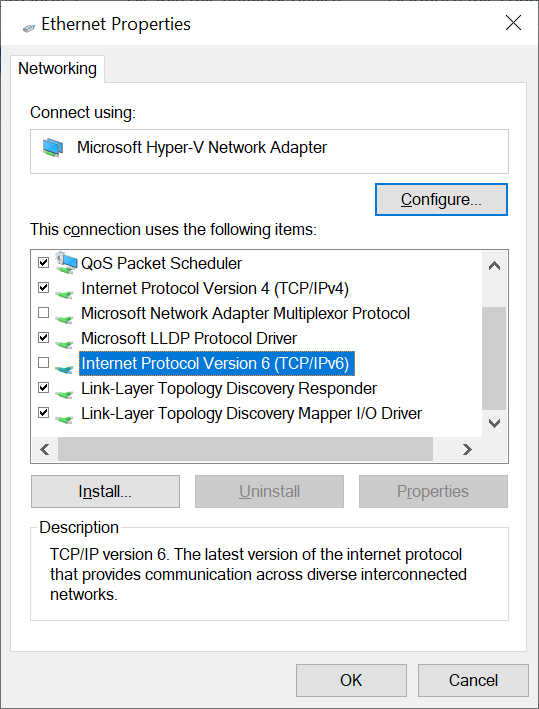 Ethernet Properties
Networking
Connect using:
Microsoft Hyper-V Network Adapter
Configure...
This connection uses the following items:
QoS Packet Scheduler
Internet Protocol Version 4 (TCP/IPv4)
Microsoft Network Adapter Multiplexor Protocol
Microsoft LLDP Protocol Driver
Internet Protocol Version 6 (TCP/IPv6)
Link-Layer Topology Discovery Responder
Link-Layer Topology Discovery Mapper I/O Driver
Install...
Uninstall
Properties
Description
TCP/IP version 6. The latest version of the internet protocol
that provides communication across diverse interconnected
networks.
OK
Cancel